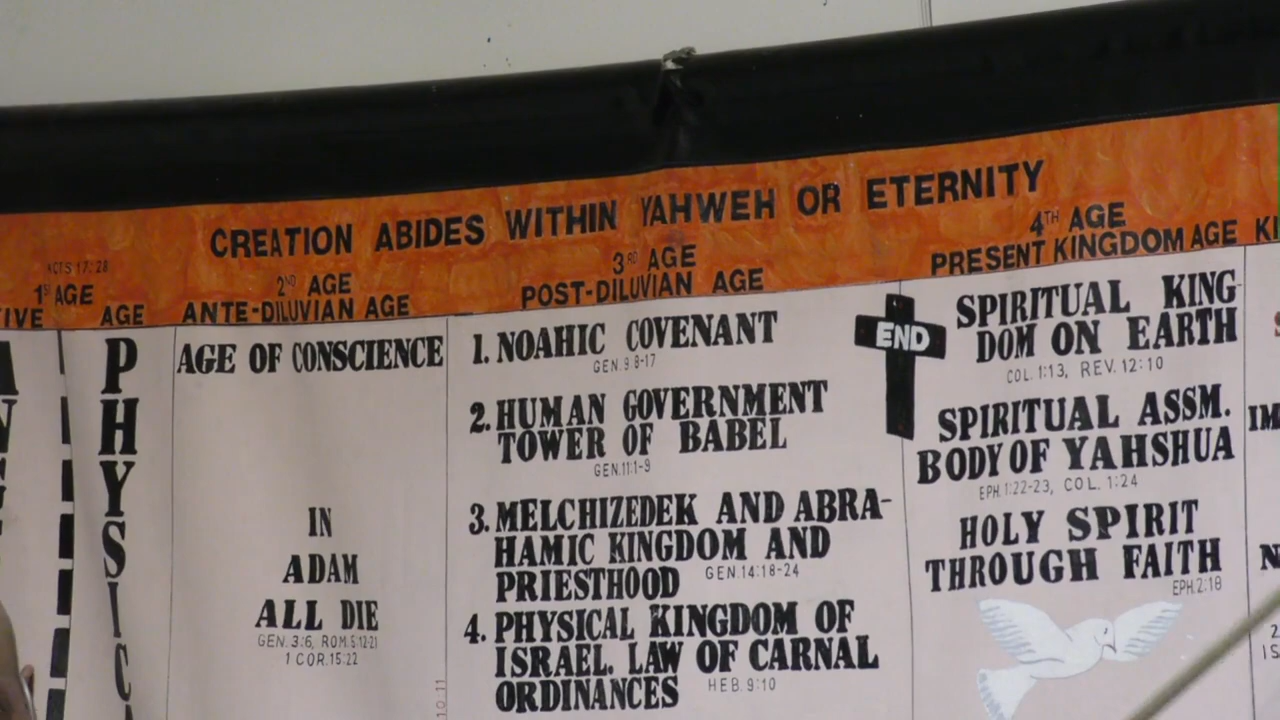 CREATION ABIDES WITHIN YAHWEH OR ETERNITY
ACTS 17:28
1ST AGE
AGE
2ND AGE
ANTE-DILUVIAN AGE
3RD AGE
POST-DILUVIAN AGE
4TH AGE
PRESENT KINGDOM AGE
PHYSIC
AGE OF CONSCIENCE
IN
ADAM
ALL DIE
GEN. 3:6, ROM. 5:12-21
1 COR. 15:22
10:11
1. NOAHIC COVENANT
GEN. 9 8-17
2. HUMAN GOVERNMENT
TOWER OF BABEL
GEN. 11:1-9
3. MELCHIZEDEK AND ABRA-
HAMIC KINGDOM AND
PRIESTHOOD GEN. 14:18-24
4. PHYSICAL KINGDOM OF
ISRAEL. LAW OF CARNAL
ORDINANCES HEB. 9:10
END
SPIRITUAL KING-
DOM ON EARTH
COL. 1:13, REV. 12:10
SPIRITUAL ASSM.
BODY OF YAHSHUA
EPH. 1:22-23, COL. 1:24
HOLY SPIRIT
THROUGH FAITH
EPH. 2:18